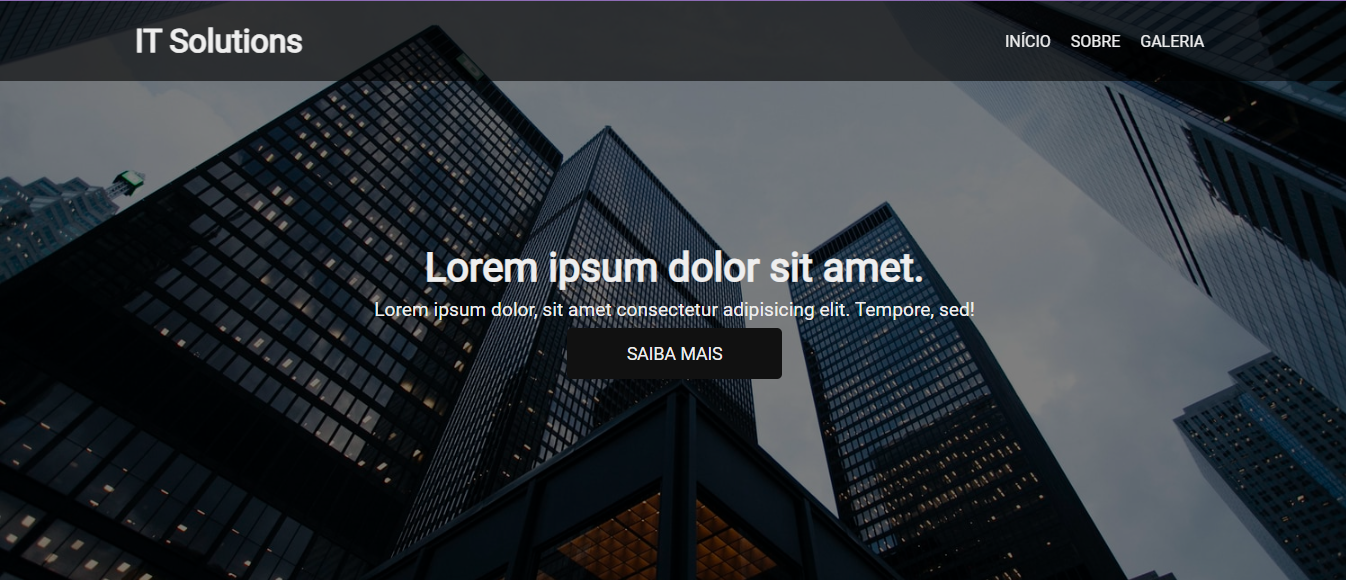 IT Solutions
INÍCIO SOBRE GALERIA
Lorem ipsum dolor sit amet.
Lorem ipsum dolor, sit amet consectetur adipisicing elit. Tempore, sed!
SAIBA MAIS